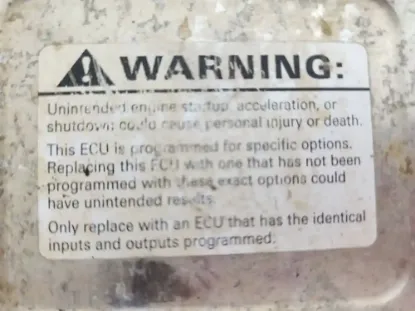 WARNING:
Unintended engine startup, acceleration, or
shutdown could cause personal injury or death.
This ECU is programmed for specific options.
Replacing this ECU with one that has not been
programmed with these exact options could
have unintended results.
Only replace with an ECU that has the identical
inputs and outputs programmed.